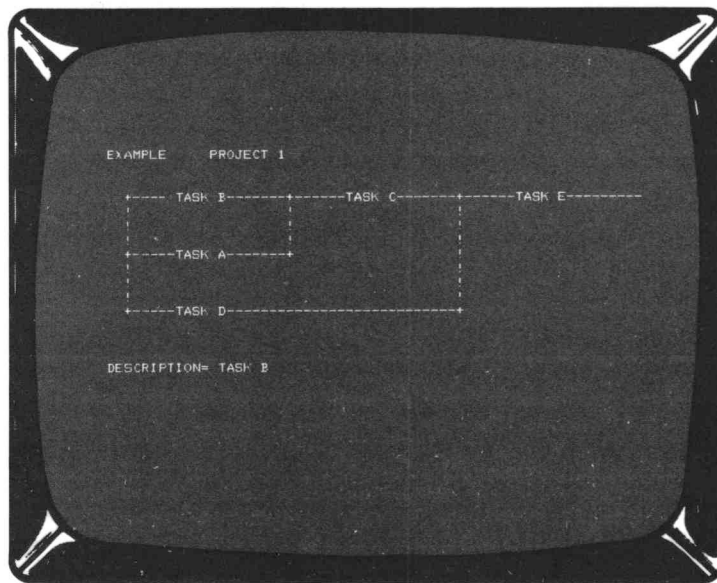 EXAMPLE PROJECT 1
TASK B TASK C TASK E
TASK A
TASK D
DESCRIPTION= TASK B